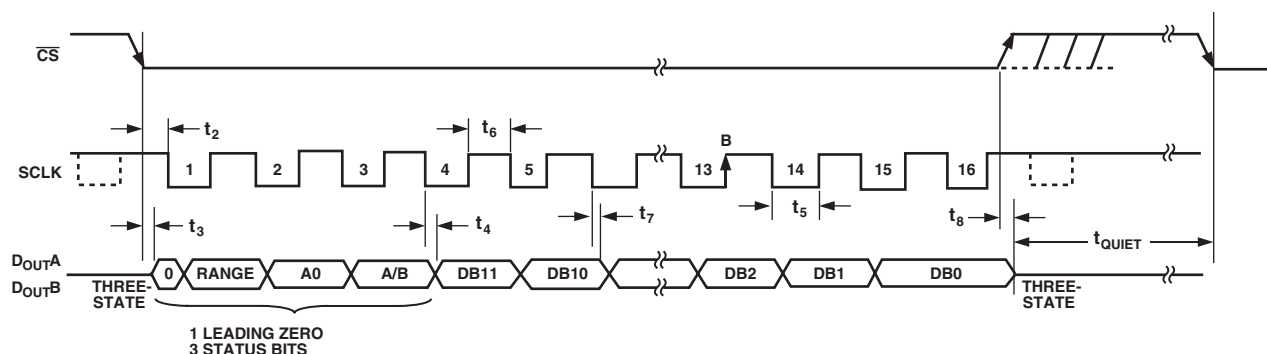 CS
t2
t6
B
SCLK
1 2 3 4 5 13 14 15 16
t3
t4
t7
t5
t8
tQUIET
DOUTA
DOUTB
THREE-
STATE
0 RANGE A0 A/B DB11 DB10 DB2 DB1 DB0
THREE-
STATE
1 LEADING ZERO
3 STATUS BITS